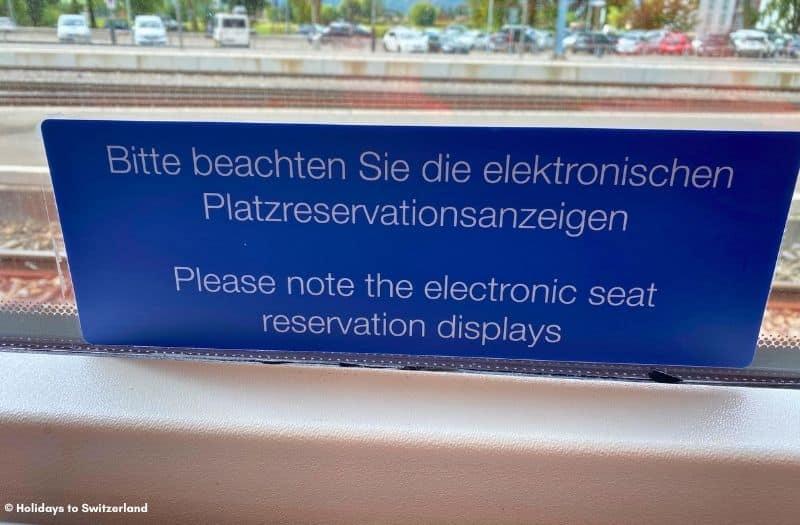 Bitte beachten Sie die elektronischen
Platzreservationsanzeigen
Please note the electronic seat
reservation displays
© Holidays to Switzerland